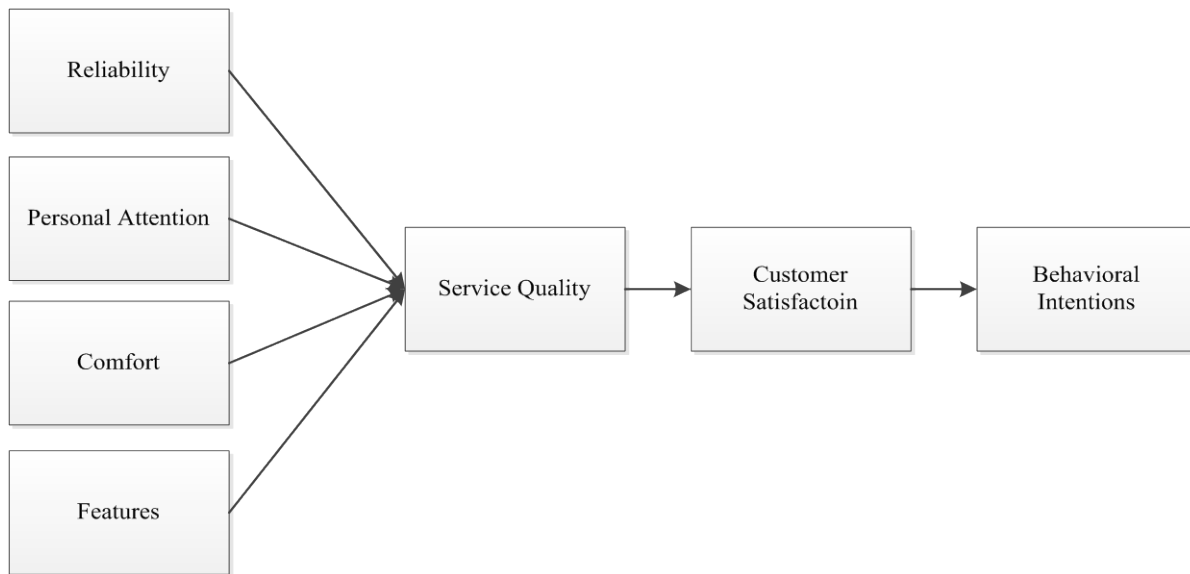 Reliability
Personal Attention
Comfort
Features
Service Quality
Customer
Satisfactoin
Behavioral
Intentions